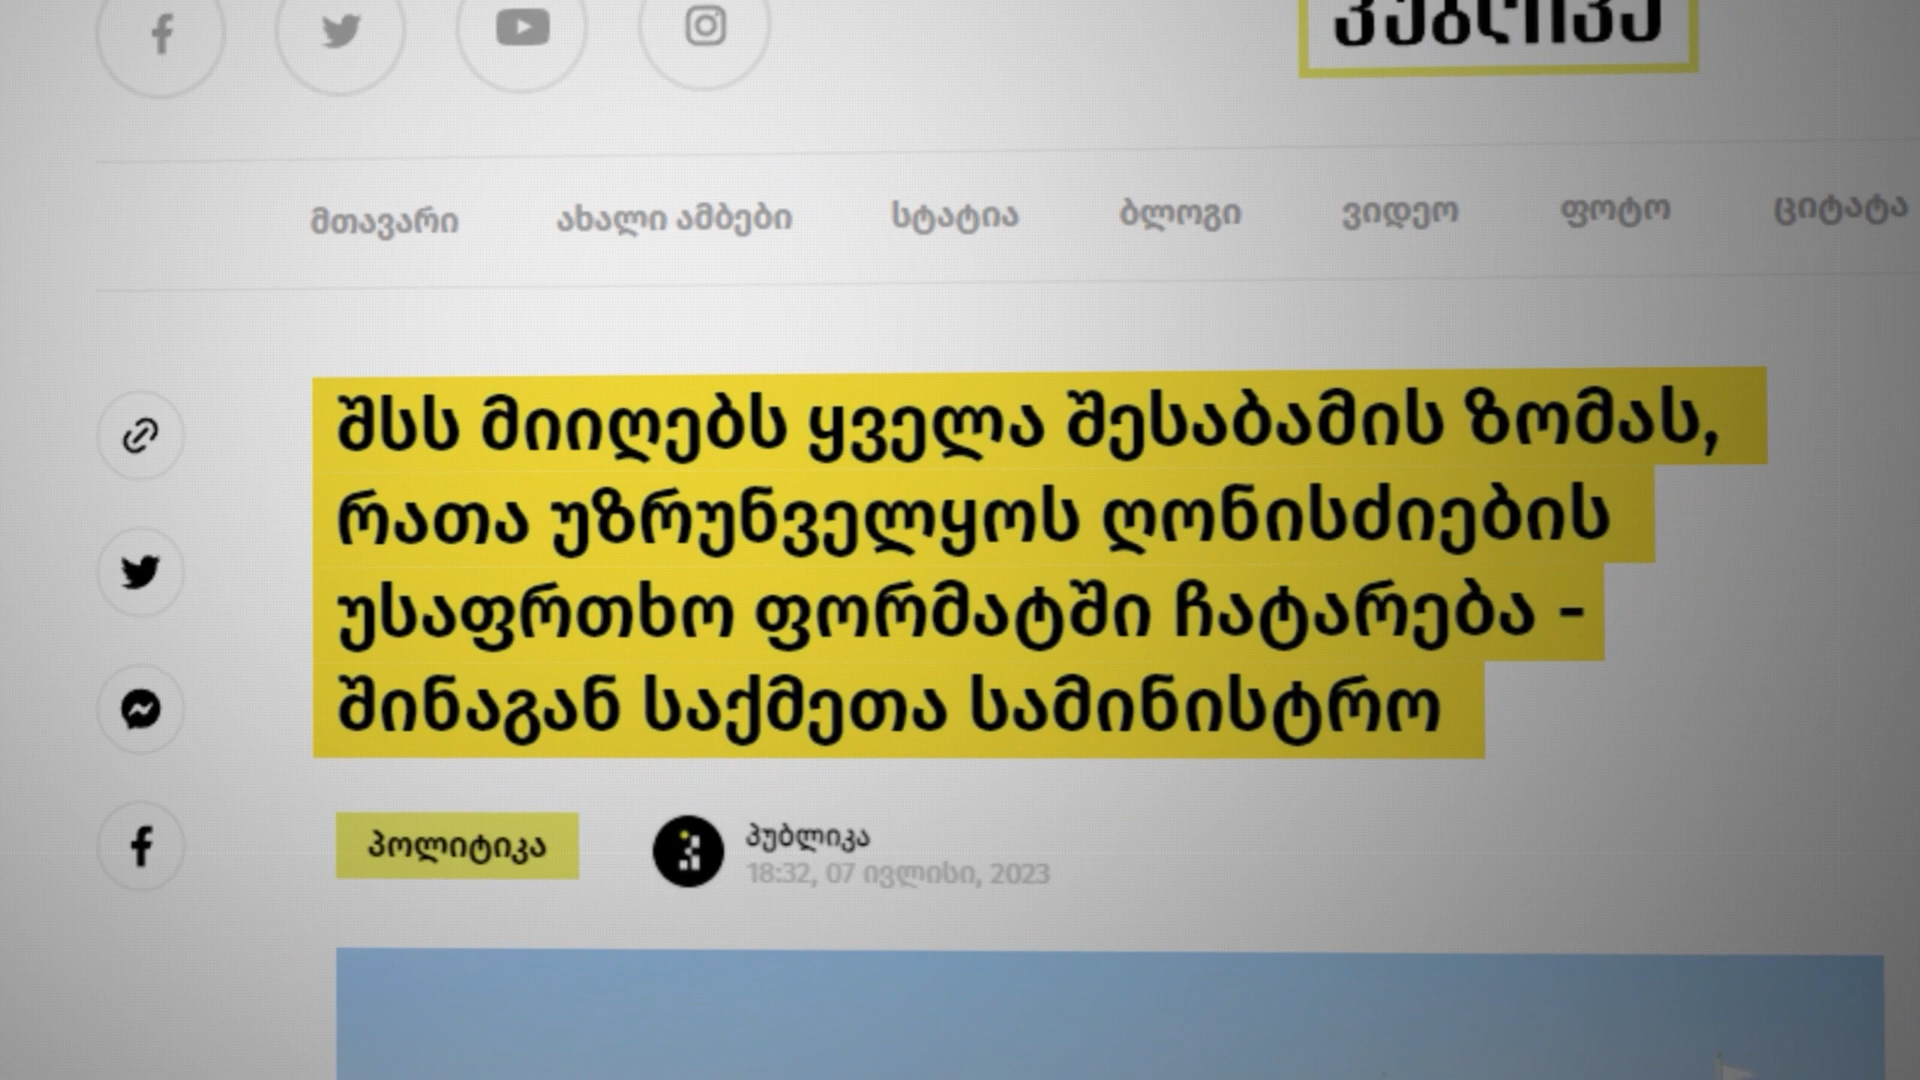 პუბლიკა
მთავარი ახალი ამბები სტატია ბლოგი ვიდეო ფოტო ციტატა
შსს მიიღებს ყველა შესაბამის ზომას,
რათა უზრუნველყოს ღონისძიების
უსაფრთხო ფორმატში ჩატარება -
შინაგან საქმეთა სამინისტრო
პოლიტიკა
პუბლიკა
18:32, 07 ივლისი, 2023